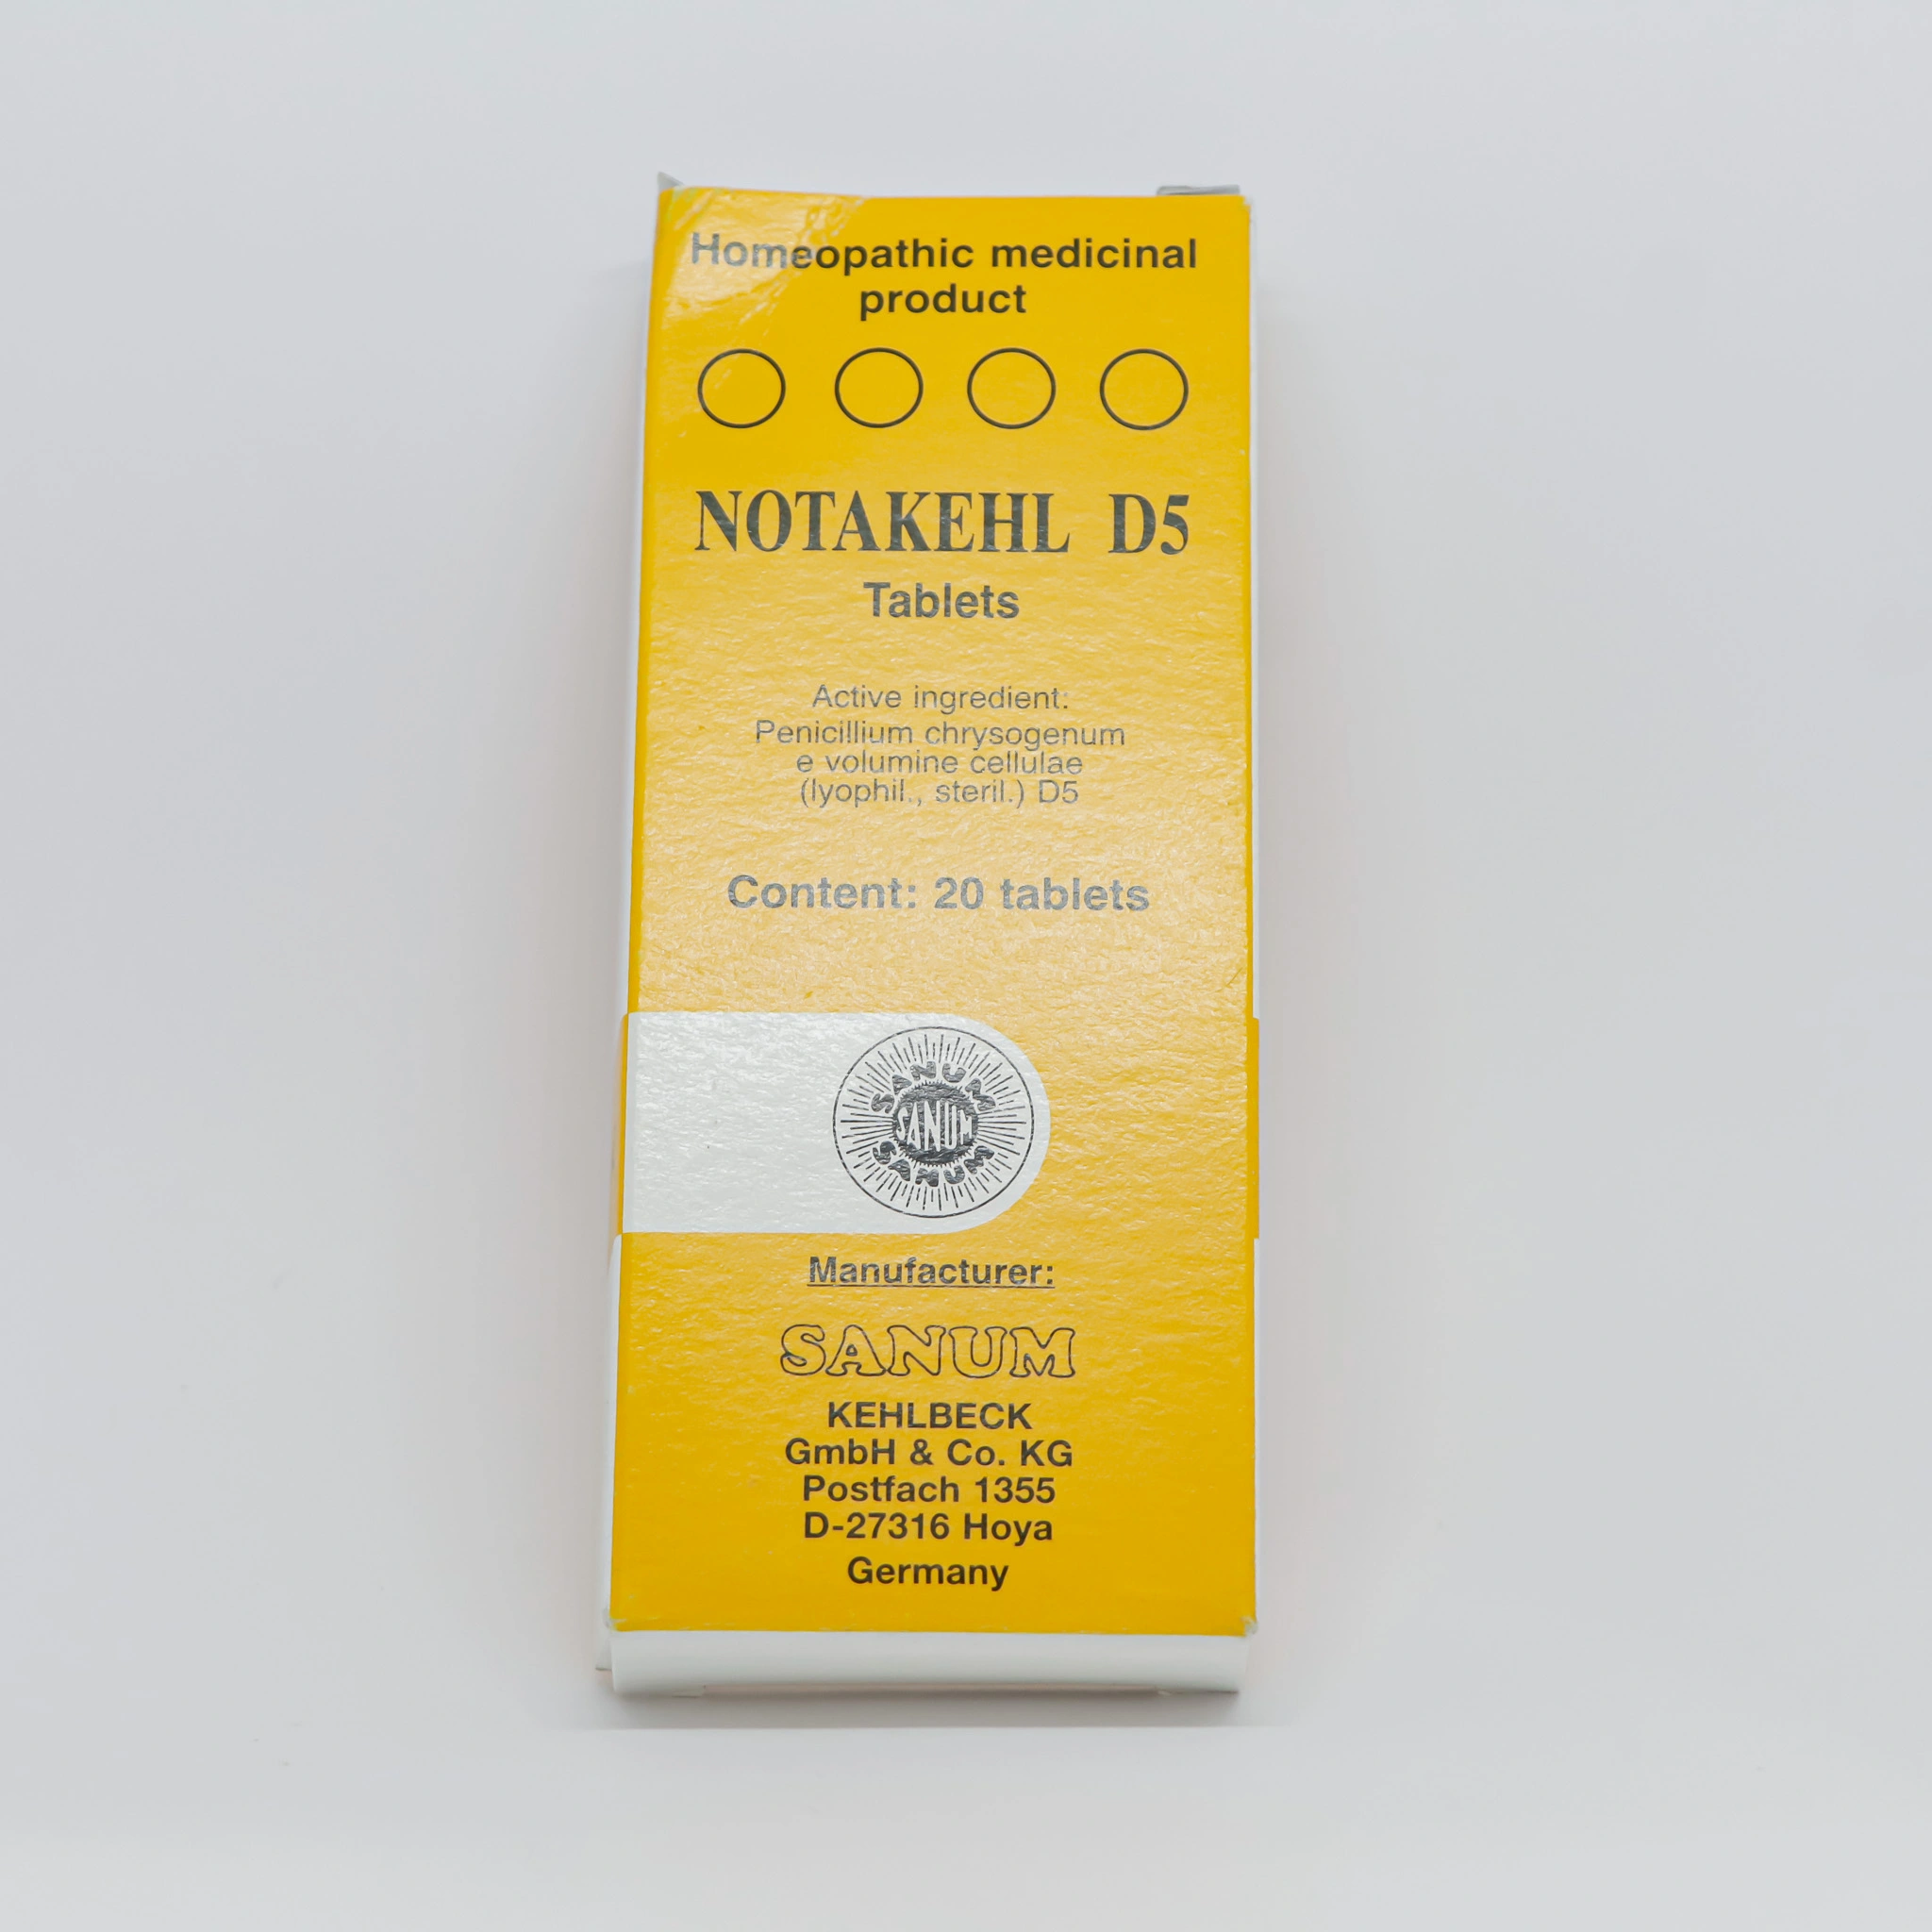 Homeopathic medicinal
product
NOTAKEHL D5
Tablets
Active ingredient:
Penicillium chrysogenum
e volumine cellulae
(lyophil., steril.) D5
Content: 20 tablets
SANUM
SANUM
SANUM
Manufacturer:
SANUM
KEHLBECK
GmbH & Co. KG
Postfach 1355
D-27316 Hoya
Germany